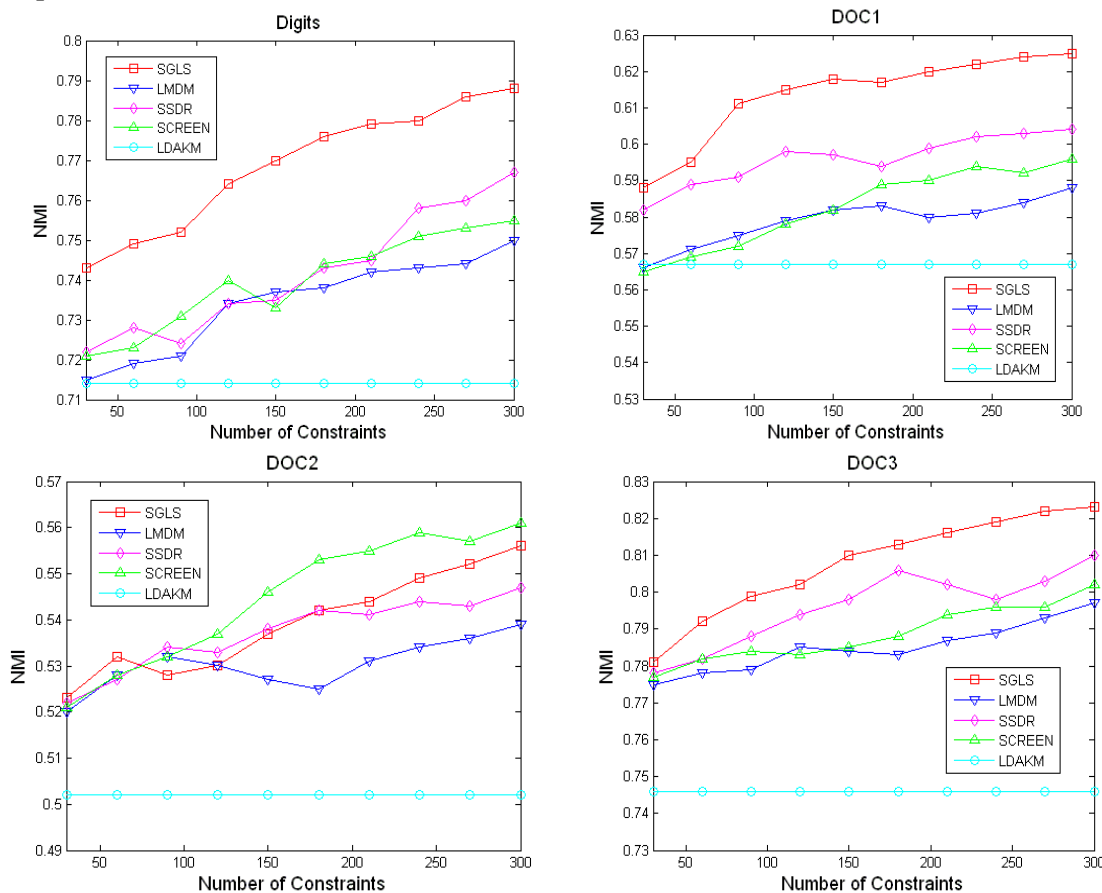 Digits
0.8
0.79
0.78
0.77
0.76
0.75
0.74
0.73
0.72
0.71
NMI
SGLS
LMDM
SSDR
SCREEN
LDAKM
50 100 150 200 250 300
Number of Constraints
DOC1
0.63
0.62
0.61
0.6
0.59
0.58
0.57
0.56
0.55
0.54
0.53
NMI
SGLS
LMDM
SSDR
SCREEN
LDAKM
50 100 150 200 250 300
Number of Constraints
DOC2
0.57
0.56
0.55
0.54
0.53
0.52
0.51
0.5
0.49
NMI
SGLS
LMDM
SSDR
SCREEN
LDAKM
50 100 150 200 250 300
Number of Constraints
DOC3
0.83
0.82
0.81
0.8
0.79
0.78
0.77
0.76
0.75
0.74
0.73
NMI
SGLS
LMDM
SSDR
SCREEN
LDAKM
50 100 150 200 250 300
Number of Constraints